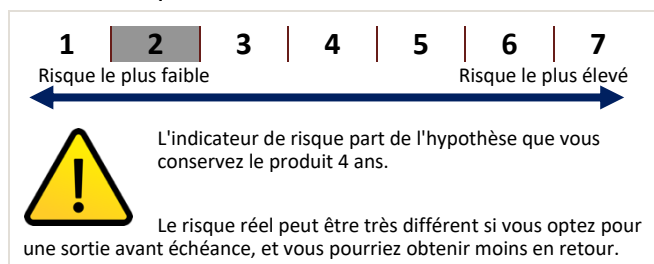 1 2 3 4 5 6 7
Risque le plus faible Risque le plus élevé
L'indicateur de risque part de l'hypothèse que vous
conservez le produit 4 ans.
Le risque réel peut être très différent si vous optez pour
une sortie avant échéance, et vous pourriez obtenir moins en retour.